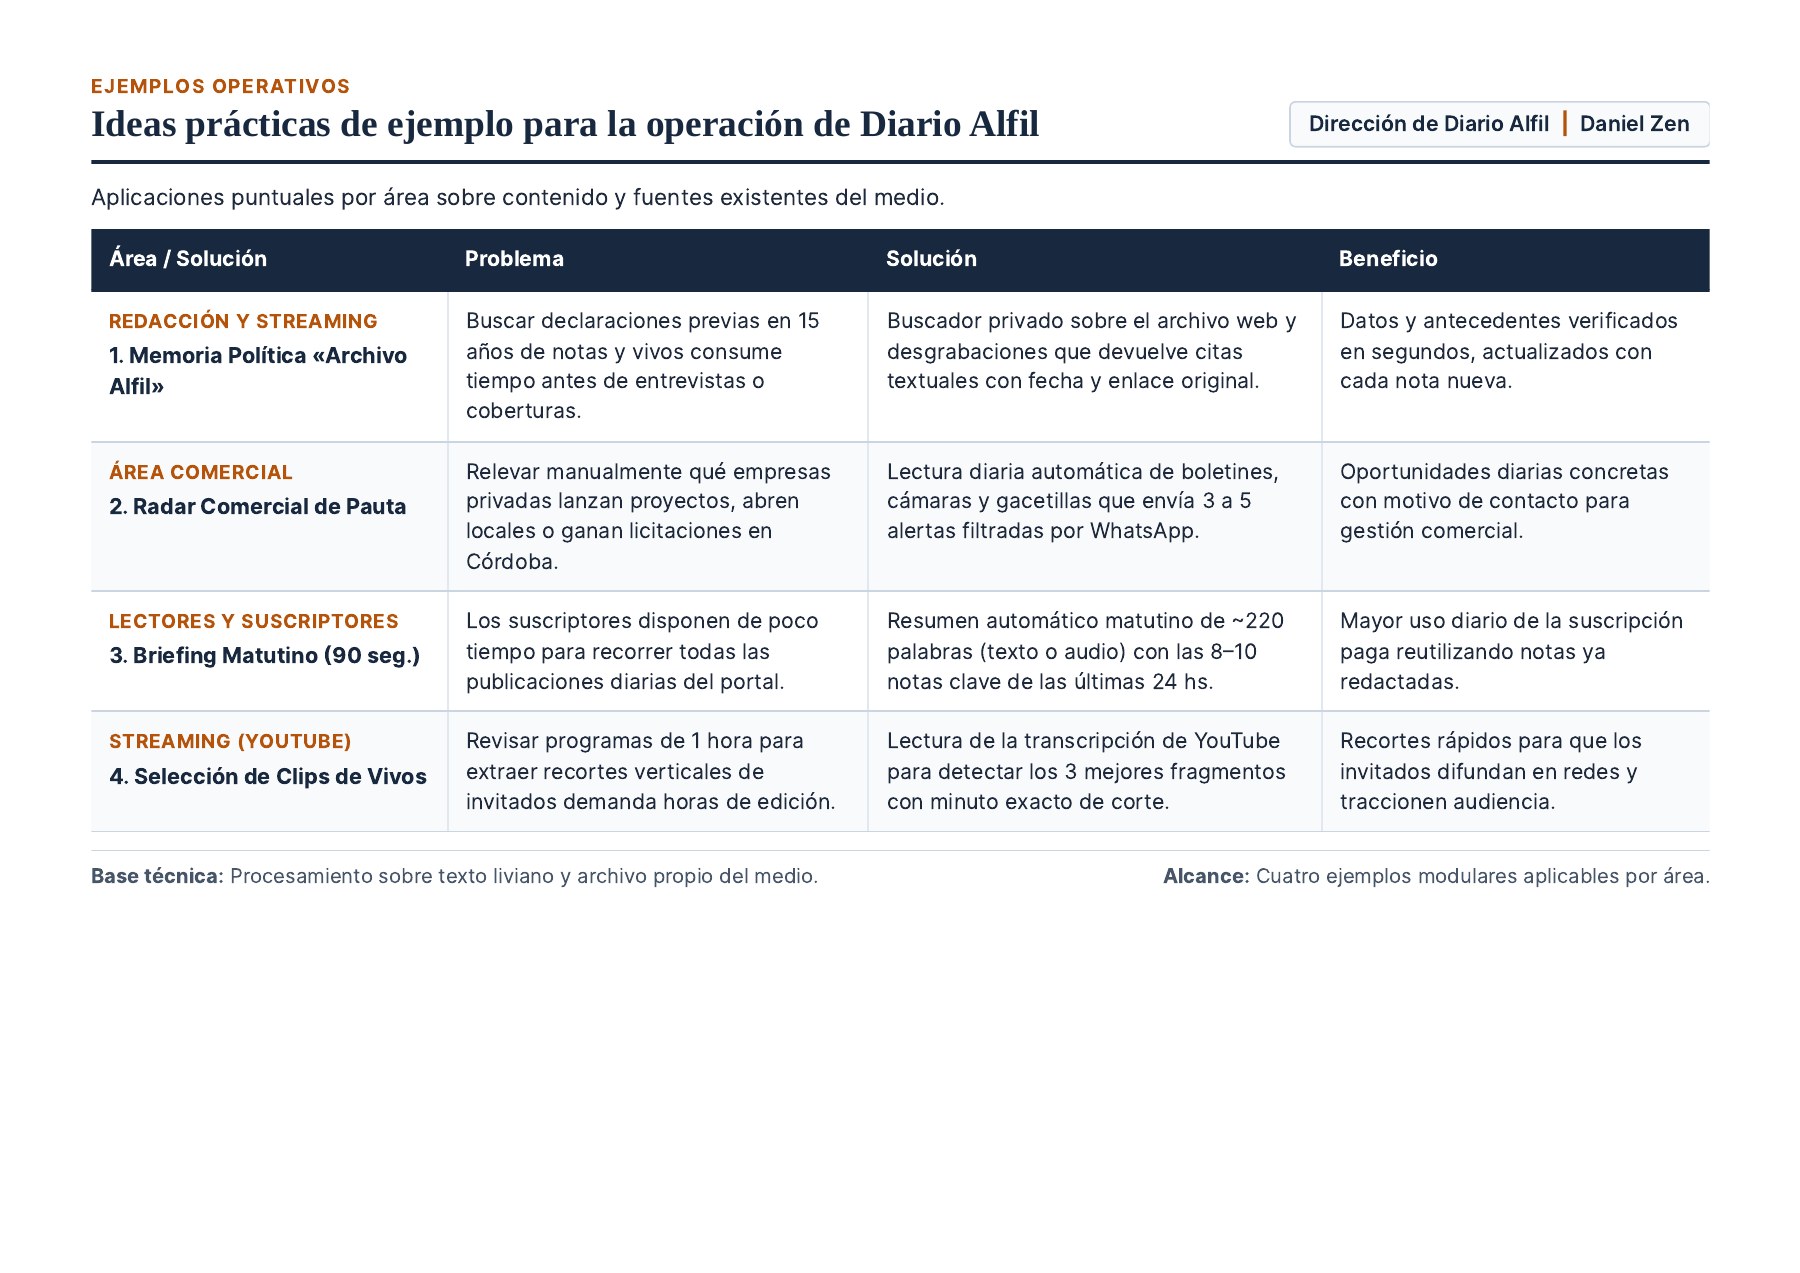 EJEMPLOS OPERATIVOS
Ideas prácticas de ejemplo para la operación de Diario Alfil
Dirección de Diario Alfil | Daniel Zen
Aplicaciones puntuales por área sobre contenido y fuentes existentes del medio.
Área / Solución
Problema
Solución
Beneficio
REDACCIÓN Y STREAMING
1. Memoria Política «Archivo
Alfil»
Buscar declaraciones previas en 15
años de notas y vivos consume
tiempo antes de entrevistas o
coberturas.
Buscador privado sobre el archivo web y
desgrabaciones que devuelve citas
textuales con fecha y enlace original.
Datos y antecedentes verificados
en segundos, actualizados con
cada nota nueva.
ÁREA COMERCIAL
2. Radar Comercial de Pauta
Relevar manualmente qué empresas
privadas lanzan proyectos, abren
locales o ganan licitaciones en
Córdoba.
Lectura diaria automática de boletines,
cámaras y gacetillas que envía 3 a 5
alertas filtradas por WhatsApp.
Oportunidades diarias concretas
con motivo de contacto para
gestión comercial.
LECTORES Y SUSCRIPTORES
3. Briefing Matutino (90 seg.)
Los suscriptores disponen de poco
tiempo para recorrer todas las
publicaciones diarias del portal.
Resumen automático matutino de ~220
palabras (texto o audio) con las 8–10
notas clave de las últimas 24 hs.
Mayor uso diario de la suscripción
paga reutilizando notas ya
redactadas.
STREAMING (YOUTUBE)
4. Selección de Clips de Vivos
Revisar programas de 1 hora para
extraer recortes verticales de
invitados demanda horas de edición.
Lectura de la transcripción de YouTube
para detectar los 3 mejores fragmentos
con minuto exacto de corte.
Recortes rápidos para que los
invitados difundan en redes y
traccionen audiencia.
Base técnica: Procesamiento sobre texto liviano y archivo propio del medio.
Alcance: Cuatro ejemplos modulares aplicables por área.